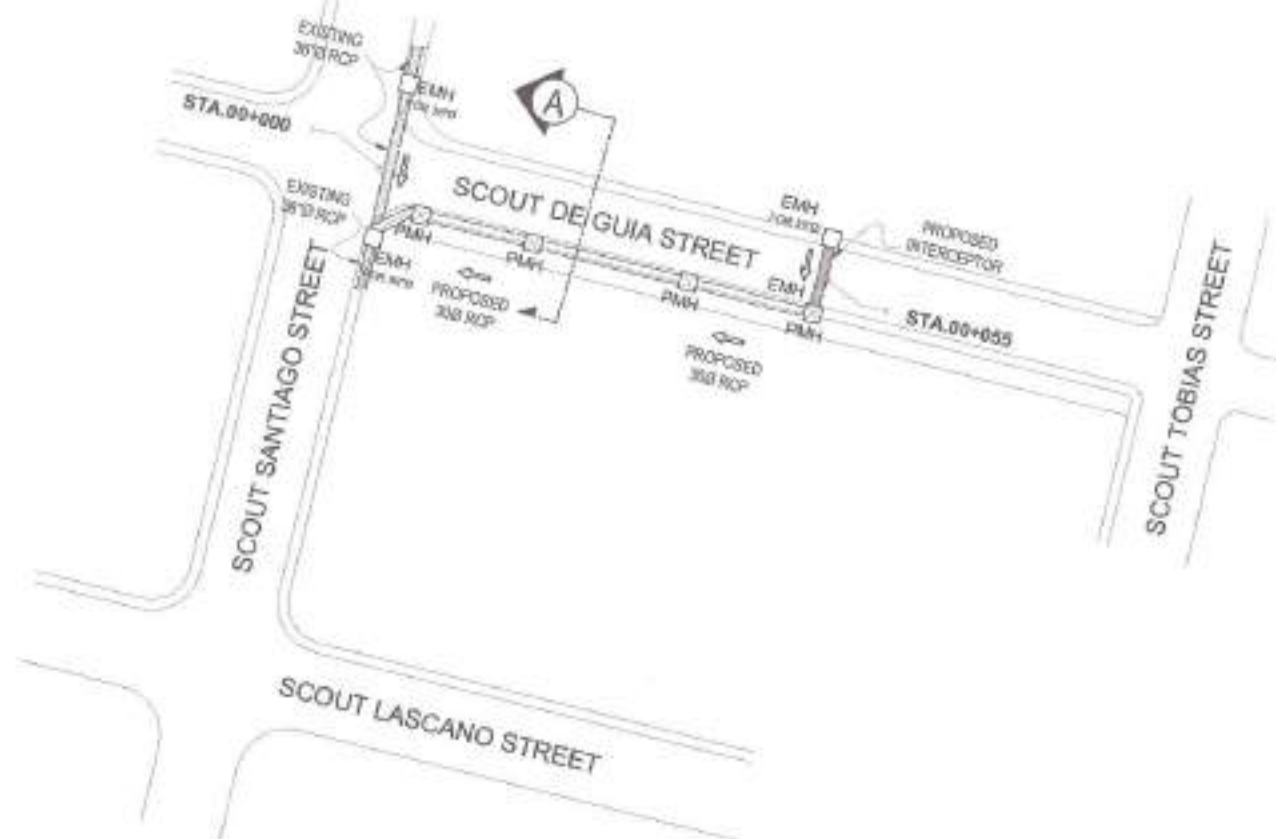 EXISTING
36"Ø RCP
EMH
STA.00+000
A
EXISTING
36"Ø RCP
SCOUT DE GUIA STREET
EMH
PROPOSED
INTERCEPTOR
PMH
PMH
EMH
PROPOSED
RCP
PMH
EMH
PMH
STA.00+055
PROPOSED
RCP
SCOUT SANTIAGO STREET
SCOUT TOBIAS STREET
SCOUT LASCANO STREET